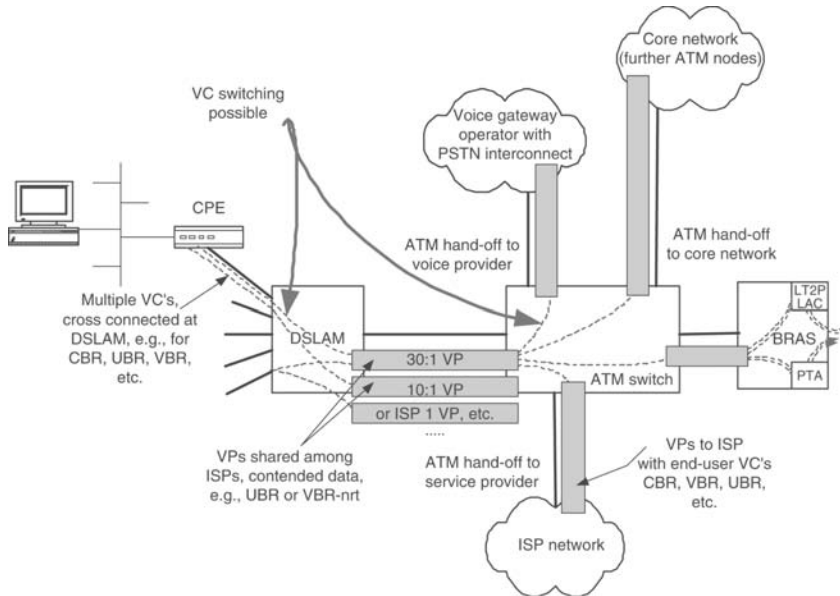 Core network
(further ATM nodes)
VC switching
possible
Voice gateway
operator with
PSTN interconnect
CPE
ATM hand-off to
voice provider
ATM hand-off
to core network
Multiple VC's,
cross connected at
DSLAM, e.g., for
CBR, UBR, VBR,
etc.
DSLAM
LT2P
LAC
BRAS
PTA
30:1 VP
10:1 VP
or ISP 1 VP, etc.
.....
ATM switch
VPs shared among
ISPs, contended data,
e.g., UBR or VBR-nrt
ATM hand-off to
service provider
VPs to ISP
with end-user VC's
CBR, VBR, UBR,
etc.
ISP network